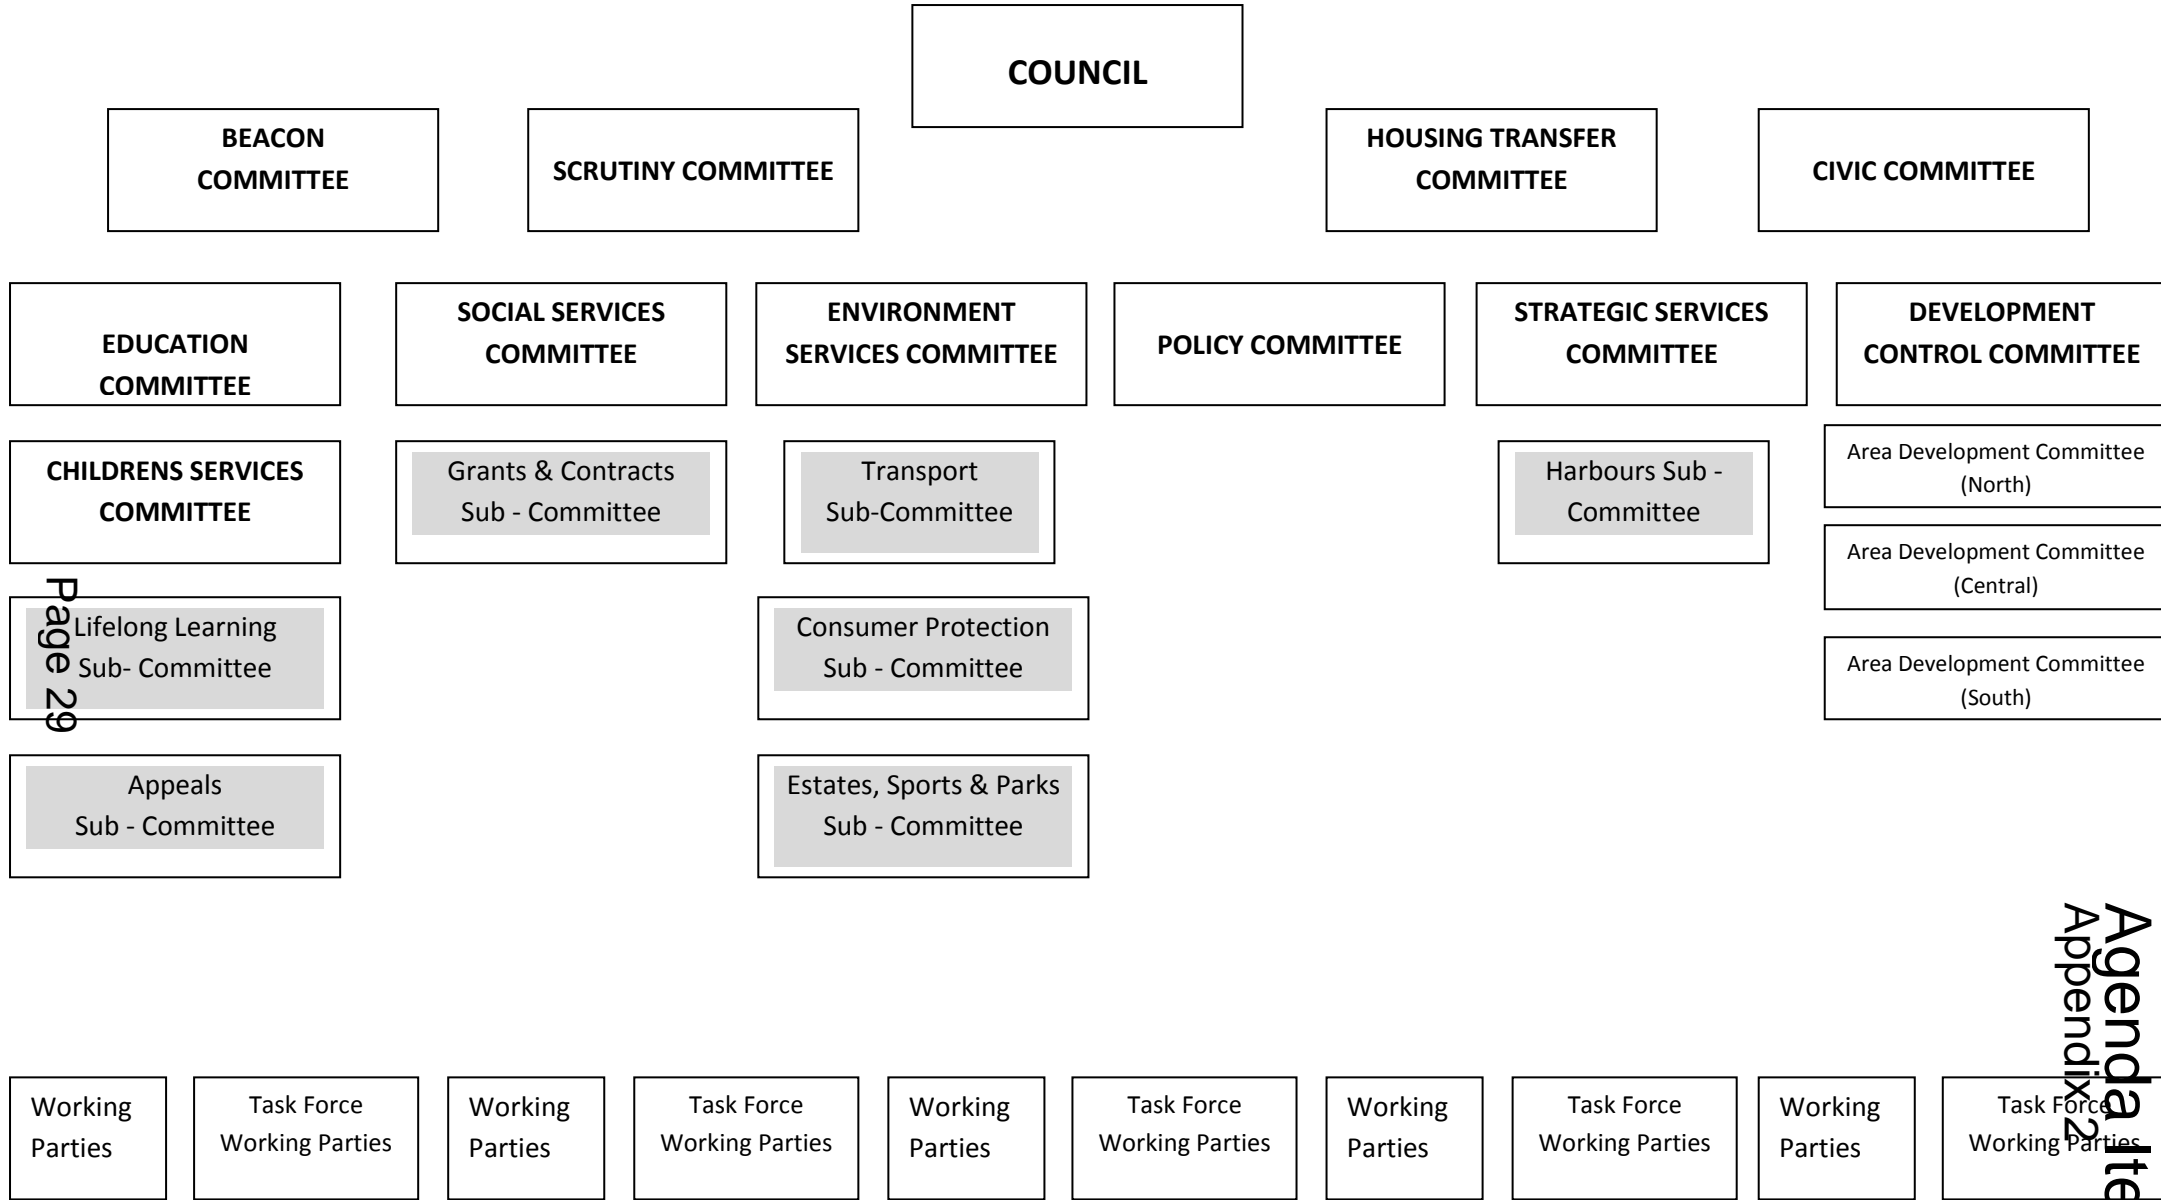 COUNCIL
BEACON
COMMITTEE
SCRUTINY COMMITTEE
HOUSING TRANSFER
COMMITTEE
CIVIC COMMITTEE
EDUCATION
COMMITTEE
SOCIAL SERVICES
COMMITTEE
ENVIRONMENT
SERVICES COMMITTEE
POLICY COMMITTEE
STRATEGIC SERVICES
COMMITTEE
DEVELOPMENT
CONTROL COMMITTEE
CHILDRENS SERVICES
COMMITTEE
Grants & Contracts
Sub - Committee
Transport
Sub-Committee
Harbours Sub -
Committee
Area Development Committee
(North)
Area Development Committee
(Central)
Lifelong Learning
Sub- Committee
Consumer Protection
Sub - Committee
Area Development Committee
(South)
Page 29
Appeals
Sub - Committee
Estates, Sports & Parks
Sub - Committee
Agenda Ite
Appendix 2
Working
Parties
Task Force
Working Parties
Working
Parties
Task Force
Working Parties
Working
Parties
Task Force
Working Parties
Working
Parties
Task Force
Working Parties
Working
Parties
Task Force
Working Parties